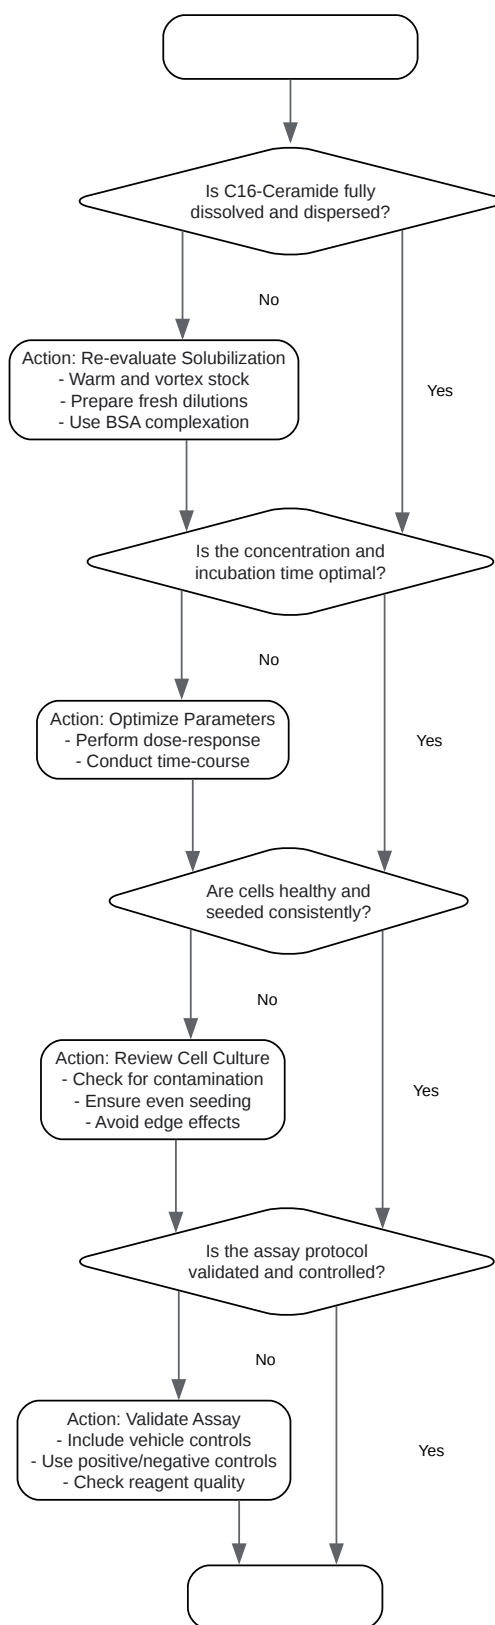 Is C16-Ceramide fully
dissolved and dispersed?
No
Action: Re-evaluate Solubilization
- Warm and vortex stock
- Prepare fresh dilutions
- Use BSA complexation
Yes
Is the concentration and
incubation time optimal?
No
Action: Optimize Parameters
- Perform dose-response
- Conduct time-course
Yes
Are cells healthy and
seeded consistently?
No
Action: Review Cell Culture
- Check for contamination
- Ensure even seeding
- Avoid edge effects
Yes
Is the assay protocol
validated and controlled?
No
Action: Validate Assay
- Include vehicle controls
- Use positive/negative controls
- Check reagent quality
Yes